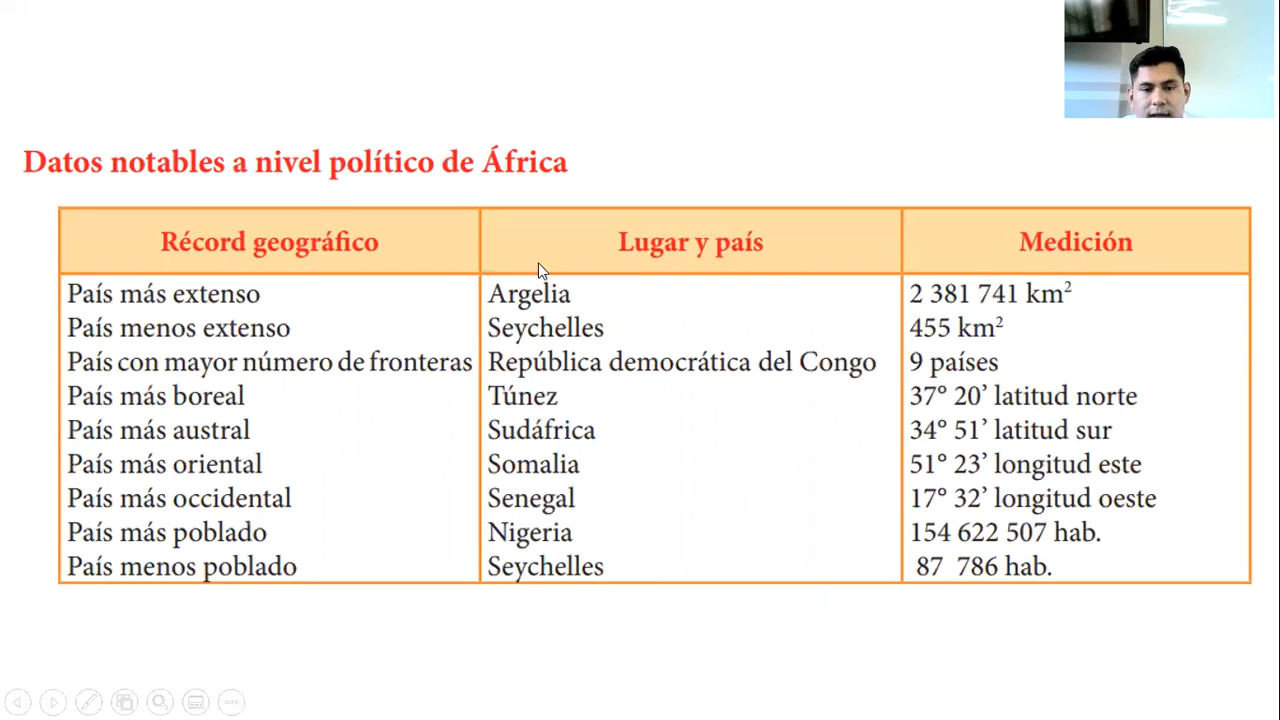 Datos notables a nivel político de África
Récord geográfico Lugar y país Medición
País más extenso Argelia 2 381 741 km²
País menos extenso Seychelles 455 km²
País con mayor número de fronteras República democrática del Congo 9 países
País más boreal Túnez 37° 20’ latitud norte
País más austral Sudáfrica 34° 51’ latitud sur
País más oriental Somalia 51° 23’ longitud este
País más occidental Senegal 17° 32’ longitud oeste
País más poblado Nigeria 154 622 507 hab.
País menos poblado Seychelles 87 786 hab.